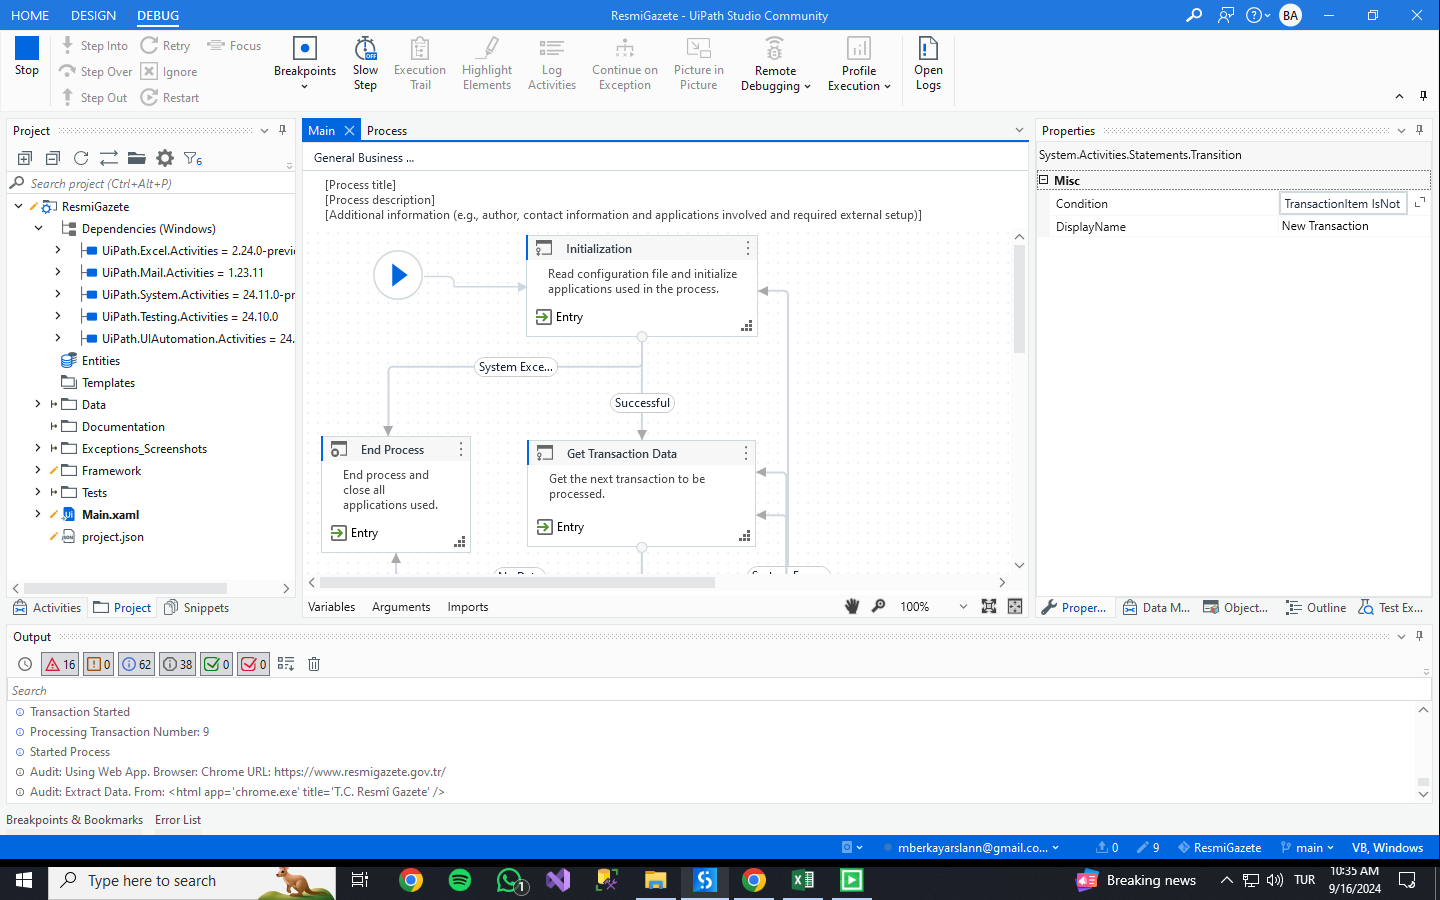 HOME DESIGN DEBUG
ResmiGazete - UiPath Studio Community
BA
Stop
Step Into
Step Over
Step Out
Retry
Ignore
Restart
Focus
Breakpoints
Slow Step
Execution Trail
Highlight Elements
Log Activities
Continue on Exception
Picture in Picture
Remote Debugging
Profile Execution
Open Logs
Project
6
Search project (Ctrl+Alt+P)
ResmiGazete
Dependencies (Windows)
UiPath.Excel.Activities = 2.24.0-previ
UiPath.Mail.Activities = 1.23.11
UiPath.System.Activities = 24.11.0-pr
UiPath.Testing.Activities = 24.10.0
UiPath.UIAutomation.Activities = 24.
Entities
Templates
Data
Documentation
Exceptions_Screenshots
Framework
Tests
Main.xaml
project.json
Activities Project Snippets
Main Process
General Business ...
[Process title]
[Process description]
[Additional information (e.g., author, contact information and applications involved and required external setup)]
Initialization
Read configuration file and initialize
applications used in the process.
Entry
System Exce...
Successful
End Process
End process and
close all
applications used.
Entry
Get Transaction Data
Get the next transaction to be
processed.
Entry
Variables Arguments Imports
100%
Properties
System.Activities.Statements.Transition
Misc
Condition TransactionItem IsNot
DisplayName New Transaction
Proper... Data M... Object... Outline Test Ex...
Output
16 0 62 38 0 0
Search
Transaction Started
Processing Transaction Number: 9
Started Process
Audit: Using Web App. Browser: Chrome URL: https://www.resmigazete.gov.tr/
Audit: Extract Data. From: <html app='chrome.exe' title='T.C. Resmî Gazete' />
Breakpoints & Bookmarks Error List
mberkayarslann@gmail.co... 0 9 ResmiGazete main VB, Windows
Type here to search
1
Breaking news
TUR
10:35 AM
9/16/2024